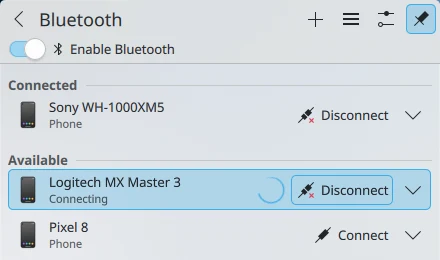 Bluetooth
Enable Bluetooth
Connected
Sony WH-1000XM5
Phone
Disconnect
Available
Logitech MX Master 3
Connecting
Disconnect
Pixel 8
Phone
Connect